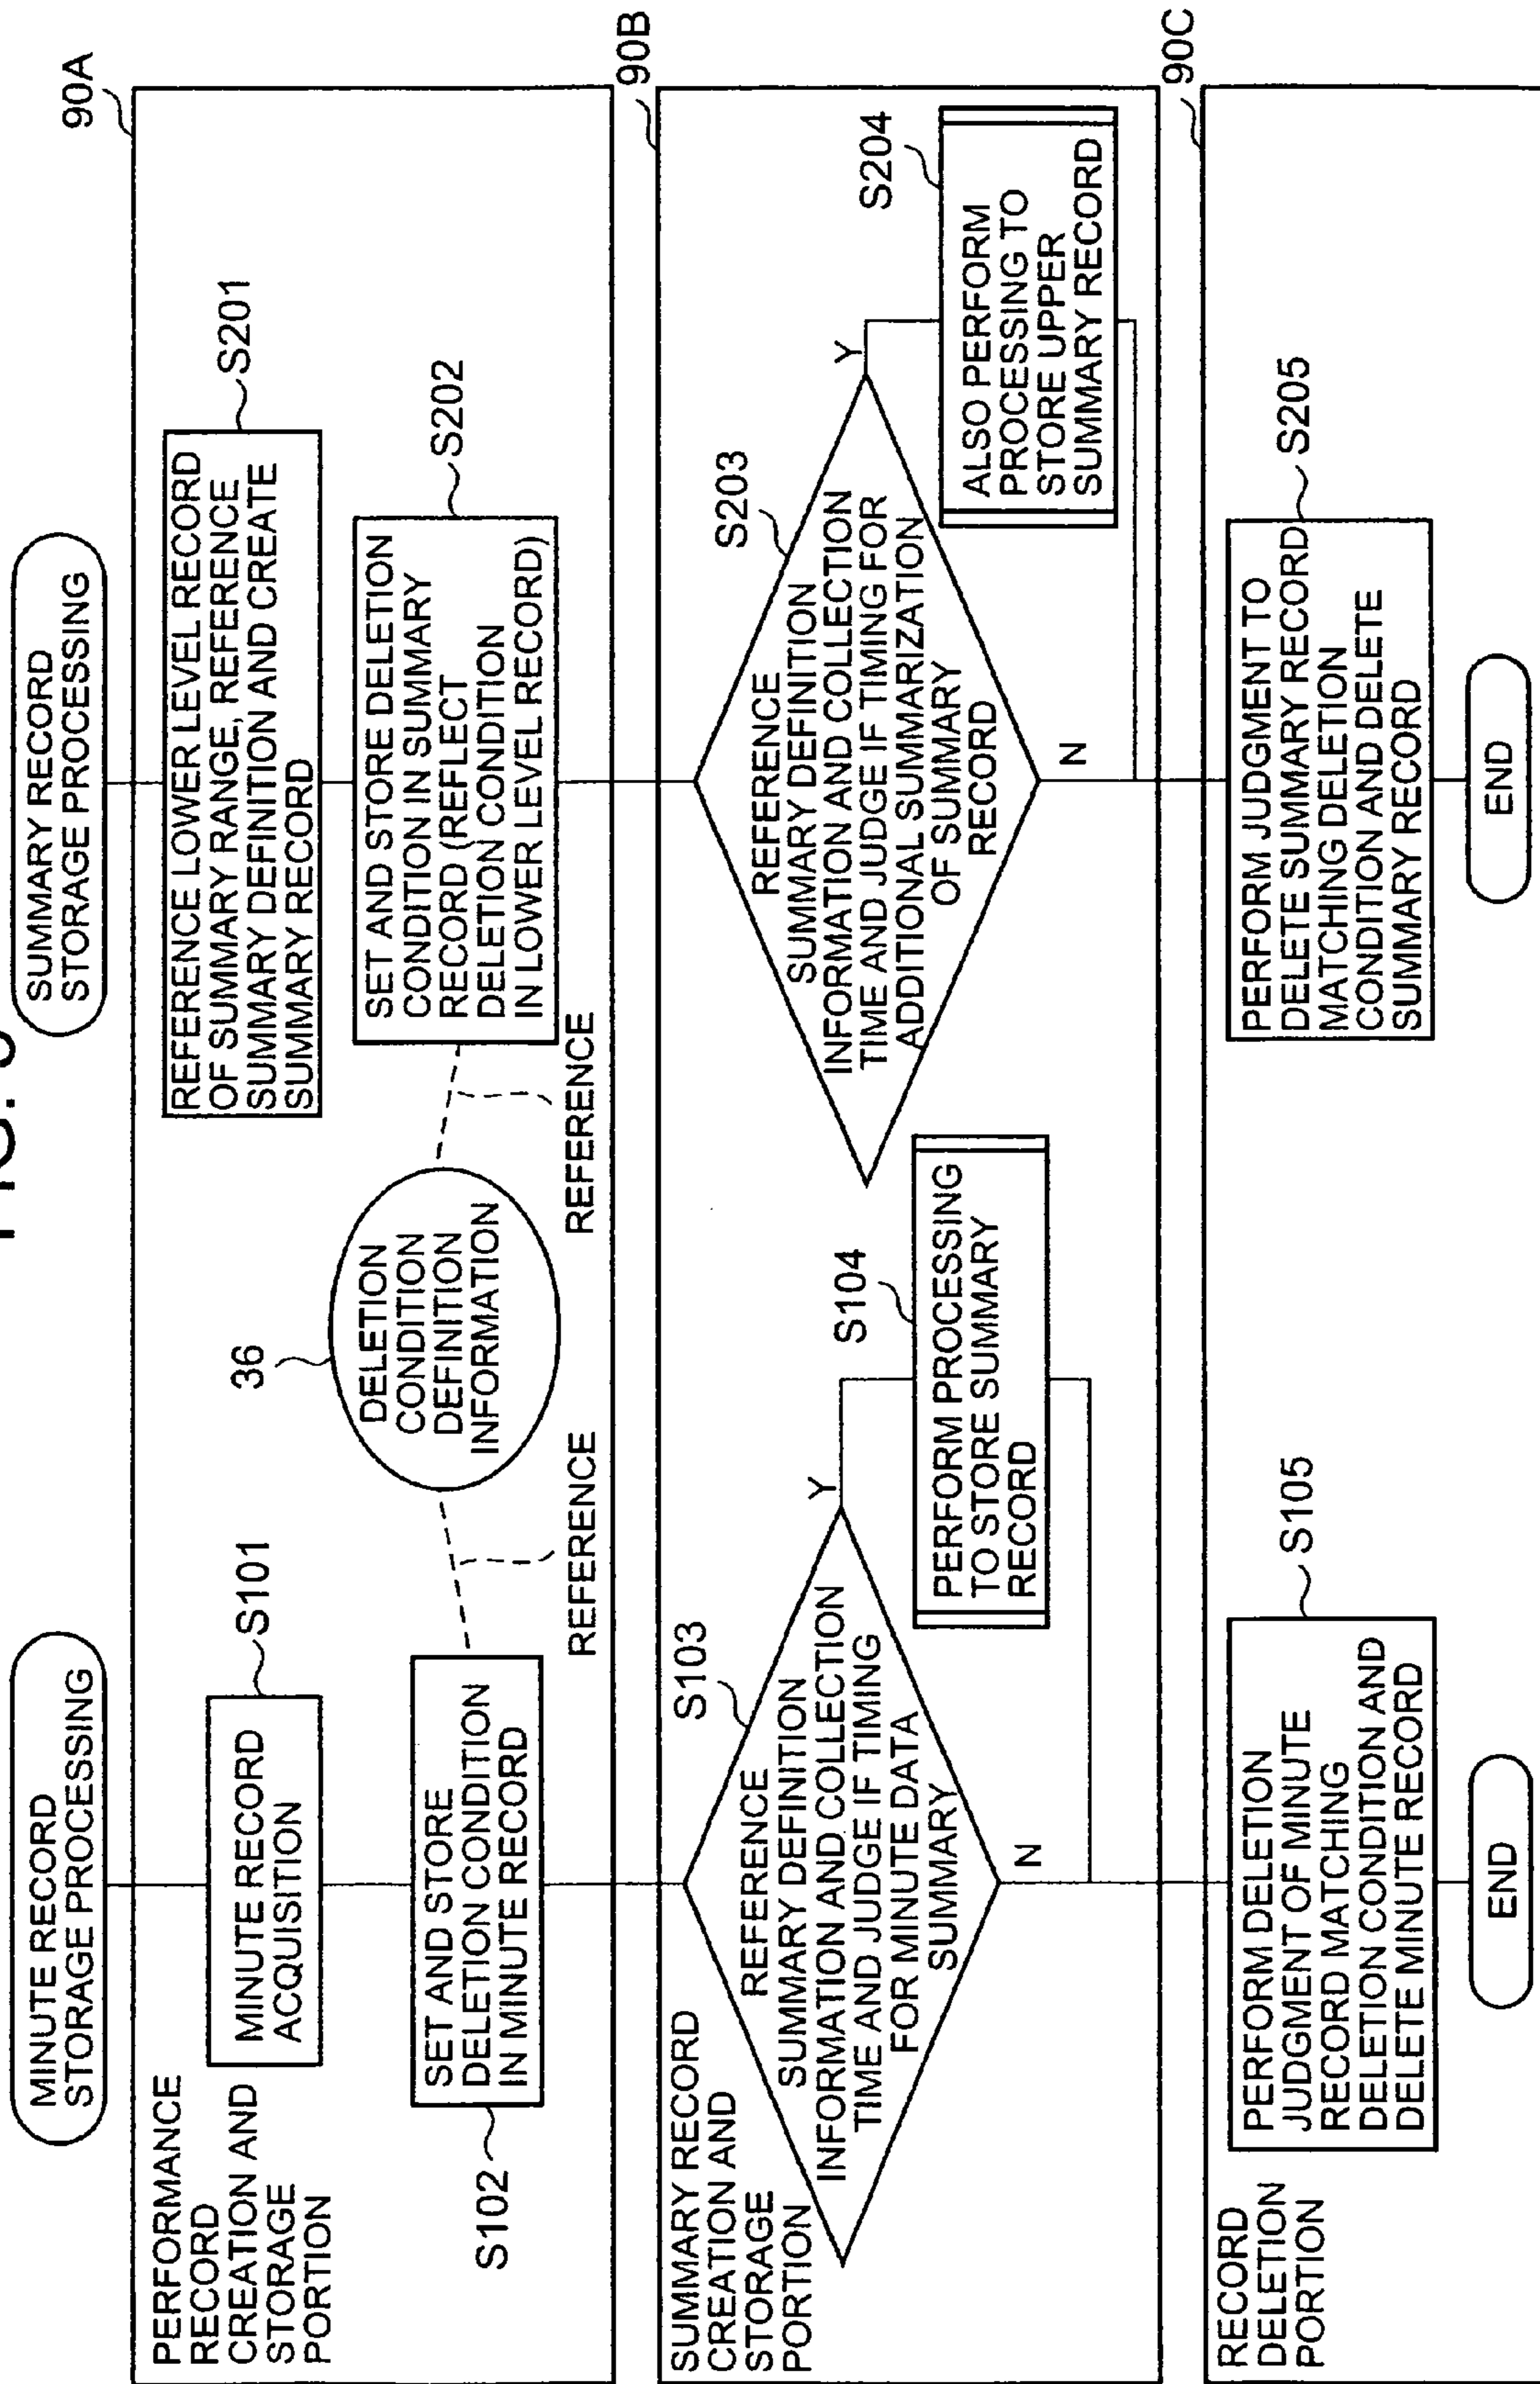 MINUTE RECORD
STORAGE PROCESSING
SUMMARY RECORD
STORAGE PROCESSING
90A
PERFORMANCE
RECORD
CREATION AND
STORAGE
PORTION
MINUTE RECORD
ACQUISITION
S101
SET AND STORE
DELETION CONDITION
IN MINUTE RECORD
S102
REFERENCE
36
DELETION
CONDITION
DEFINITION
INFORMATION
REFERENCE
REFERENCE LOWER LEVEL RECORD
OF SUMMARY RANGE, REFERENCE
SUMMARY DEFINITION AND CREATE
SUMMARY RECORD
S201
SET AND STORE DELETION
CONDITION IN SUMMARY
RECORD (REFLECT
DELETION CONDITION
IN LOWER LEVEL RECORD)
S202
90B
SUMMARY RECORD
CREATION AND
STORAGE
PORTION
S103
REFERENCE
SUMMARY DEFINITION
INFORMATION AND COLLECTION
TIME AND JUDGE IF TIMING
FOR MINUTE DATA
SUMMARY
Y
N
S104
PERFORM PROCESSING
TO STORE SUMMARY
RECORD
S203
REFERENCE
SUMMARY DEFINITION
INFORMATION AND COLLECTION
TIME AND JUDGE IF TIMING FOR
ADDITIONAL SUMMARIZATION
OF SUMMARY
RECORD
Y
N
S204
ALSO PERFORM
PROCESSING TO
STORE UPPER
SUMMARY RECORD
90C
RECORD
DELETION
PORTION
PERFORM DELETION
JUDGMENT OF MINUTE
RECORD MATCHING
DELETION CONDITION AND
DELETE MINUTE RECORD
S105
END
PERFORM JUDGMENT TO
DELETE SUMMARY RECORD
MATCHING DELETION
CONDITION AND DELETE
SUMMARY RECORD
S205
END